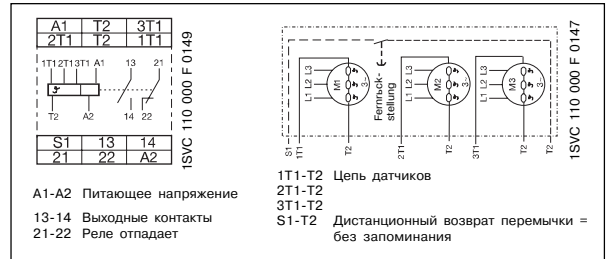 A1 T2 3T1
2T1 T2 1T1
1T1 2T1 3T1 A1 13 21
T2 A2 14 22
S1 13 14
21 22 A2
1SVC 110 000 F 0149
A1-A2 Питающее напряжение
13-14 Выходные контакты
21-22 Реле отпадает
L1 L2 L3 M1 3~
Fernrück-
stellung
L1 L2 L3 M2 3~
L1 L2 L3 M3 3~
S1 1T1 T2 2T1 T2 3T1 T2 T2
1SVC 110 000 F 0147
1T1-T2 Цепь датчиков
2T1-T2
3T1-T2
S1-T2 Дистанционный возврат перемычки =
без запоминания